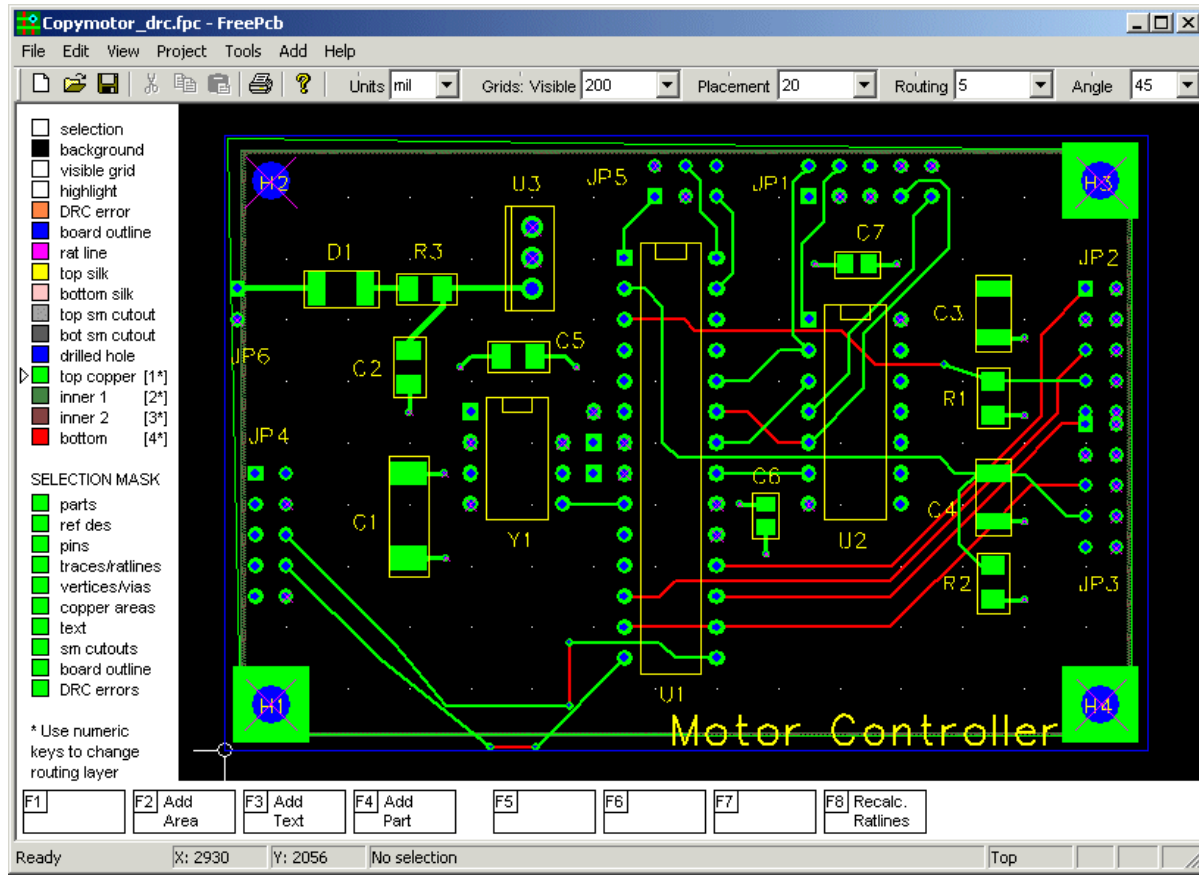 Copymotor_drc.fpc - FreePcb
File Edit View Project Tools Add Help
Units mil Grids: Visible 200 Placement 20 Routing 5 Angle 45
selection
background
visible grid
highlight
DRC error
board outline
rat line
top silk
bottom silk
top sm cutout
bot sm cutout
drilled hole
top copper [1*]
inner 1 [2*]
inner 2 [3*]
bottom [4*]
SELECTION MASK
parts
ref des
pins
traces/ratlines
vertices/vias
copper areas
text
sm cutouts
board outline
DRC errors
* Use numeric
keys to change
routing layer
H2
U3
JP5
JP1
H3
D1
R3
C7
JP2
C3
JP6
C2
C5
R1
JP4
C6
C1
Y1
U2
C4
R2
JP3
H1
U1
H4
Motor Controller
F1
F2 Add
Area
F3 Add
Text
F4 Add
Part
F5
F6
F7
F8 Recalc.
Ratlines
Ready X: 2930 Y: 2056 No selection Top